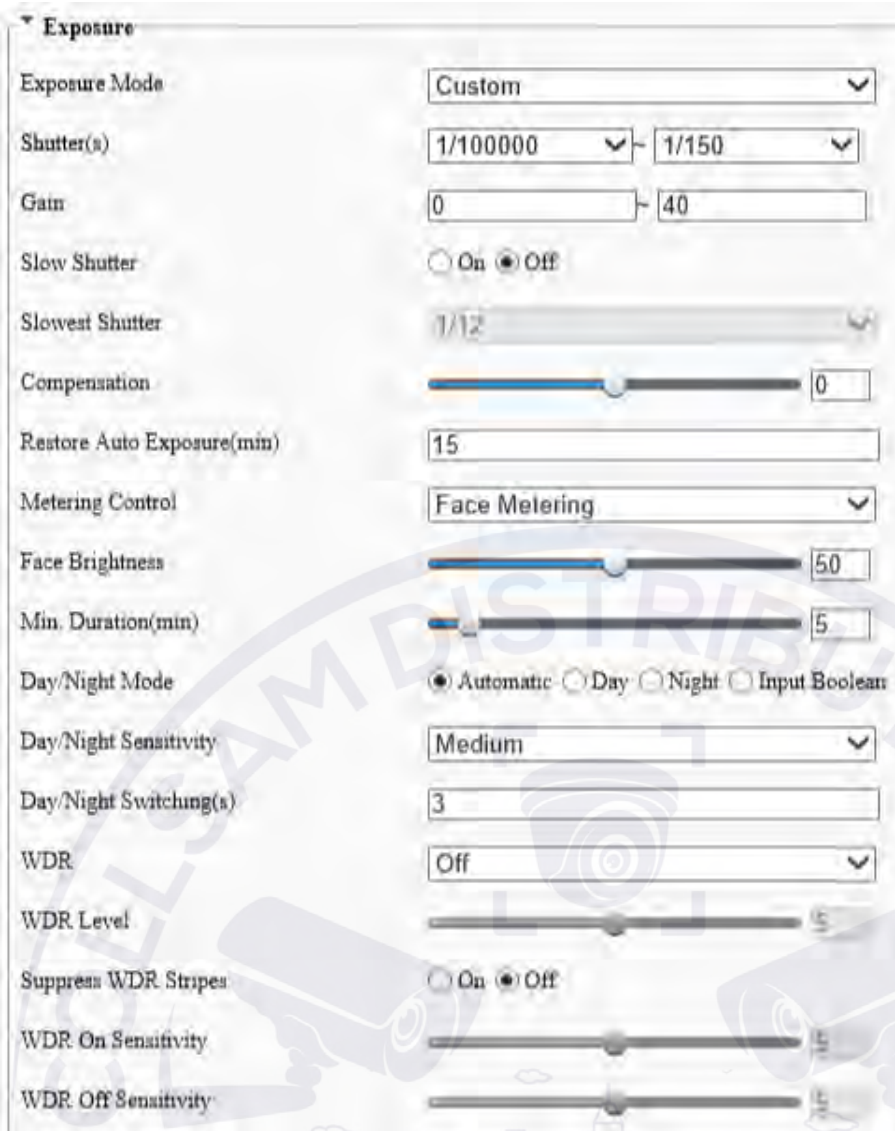 Exposure
Exposure Mode Custom
Shutter(s) 1/100000 ~ 1/150
Gain 0 ~ 40
Slow Shutter On Off
Slowest Shutter 1/12
Compensation 0
Restore Auto Exposure(min) 15
Metering Control Face Metering
Face Brightness 50
Min. Duration(min) 5
Day/Night Mode Automatic Day Night Input Boolean
Day/Night Sensitivity Medium
Day/Night Switching(s) 3
WDR Off
WDR Level
Suppress WDR Stripes On Off
WDR On Sensitivity
WDR Off Sensitivity